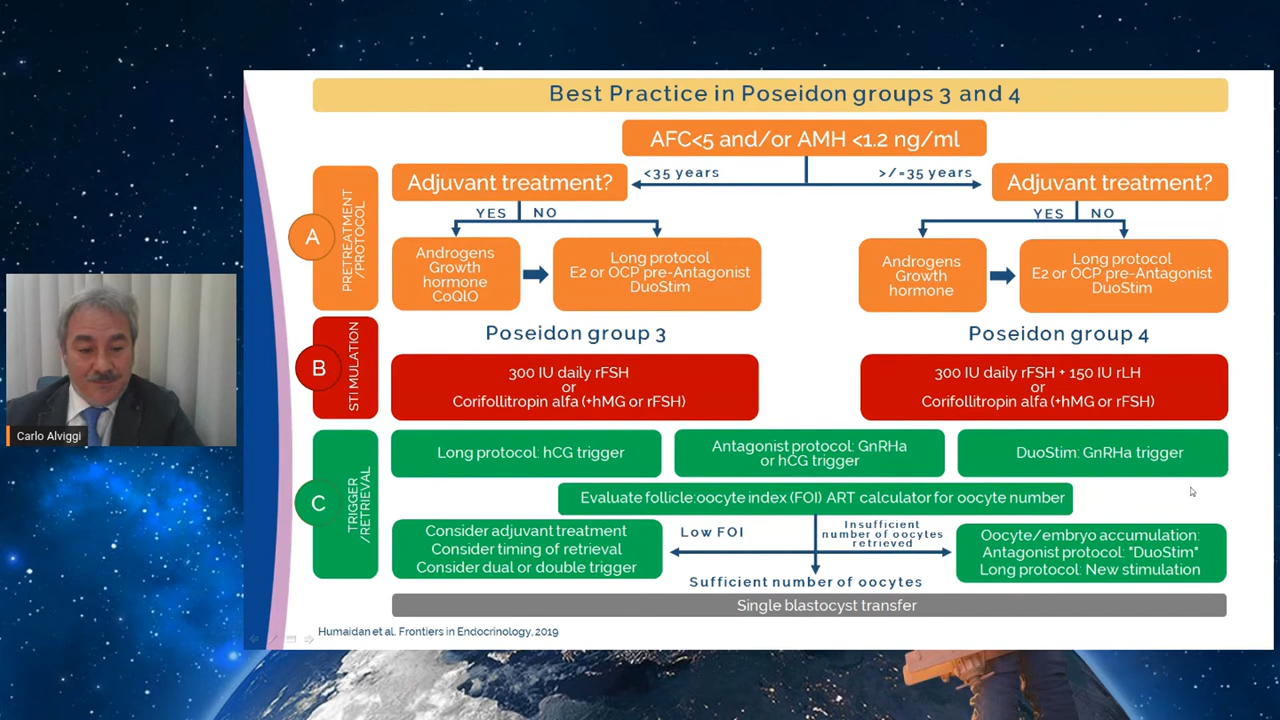 Best Practice in Poseidon groups 3 and 4
AFC<5 and/or AMH <1.2 ng/ml
<35 years
>/=35 years
A
PRETREATMENT
/PROTOCOL
Adjuvant treatment?
Adjuvant treatment?
YES
NO
YES
NO
Androgens
Growth
hormone
CoQlO
Long protocol
E2 or OCP pre-Antagonist
DuoStim
Androgens
Growth
hormone
Long protocol
E2 or OCP pre-Antagonist
DuoStim
Poseidon group 3
Poseidon group 4
B
STIMULATION
300 IU daily rFSH
or
Corifollitropin alfa (+hMG or rFSH)
300 IU daily rFSH + 150 IU rLH
or
Corifollitropin alfa (+hMG or rFSH)
C
TRIGGER
/RETRIEVAL
Long protocol: hCG trigger
Antagonist protocol: GnRHa
or hCG trigger
DuoStim: GnRHa trigger
Evaluate follicle:oocyte index (FOI) ART calculator for oocyte number
Consider adjuvant treatment
Consider timing of retrieval
Consider dual or double trigger
Low FOI
Insufficient
number of oocytes
retrieved
Oocyte/embryo accumulation:
Antagonist protocol: "DuoStim"
Long protocol: New stimulation
Sufficient number of oocytes
Single blastocyst transfer
Humaidan et al. Frontiers in Endocrinology, 2019
Carlo Alviggi